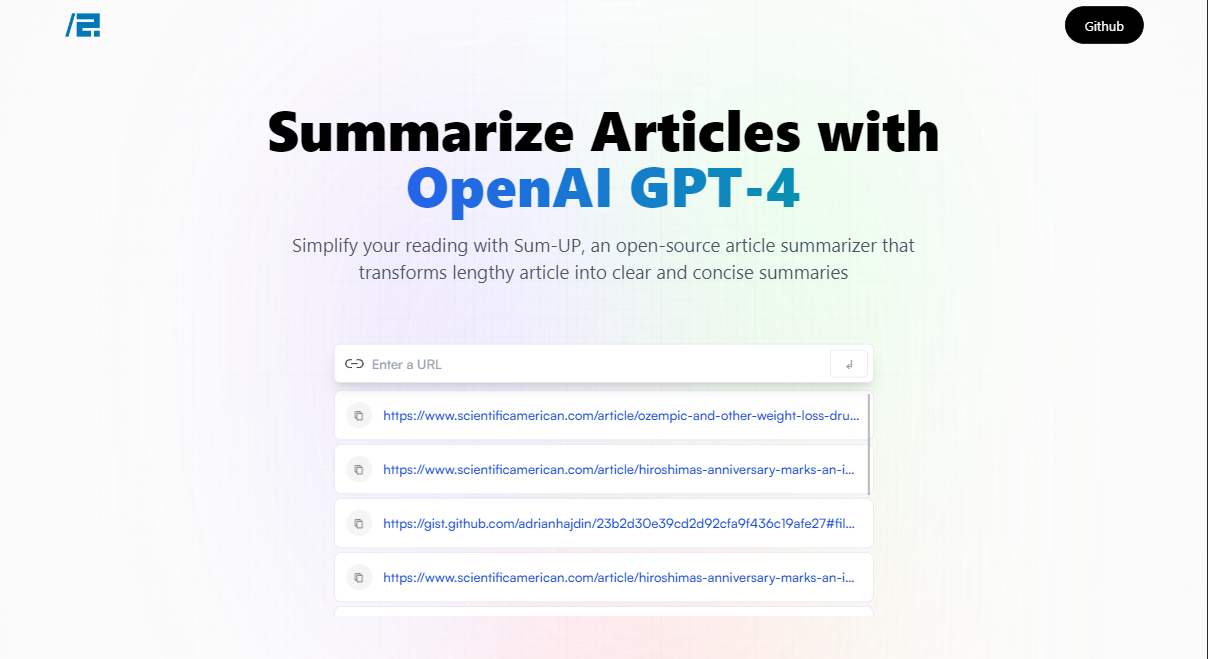 Github
Summarize Articles with
OpenAI GPT-4
Simplify your reading with Sum-UP, an open-source article summarizer that
transforms lengthy article into clear and concise summaries
Enter a URL
https://www.scientificamerican.com/article/ozempic-and-other-weight-loss-dru...
https://www.scientificamerican.com/article/hiroshimas-anniversary-marks-an-i...
https://gist.github.com/adrianhajdin/23b2d30e39cd2d92cfa9f436c19afe27#fil...
https://www.scientificamerican.com/article/hiroshimas-anniversary-marks-an-i...